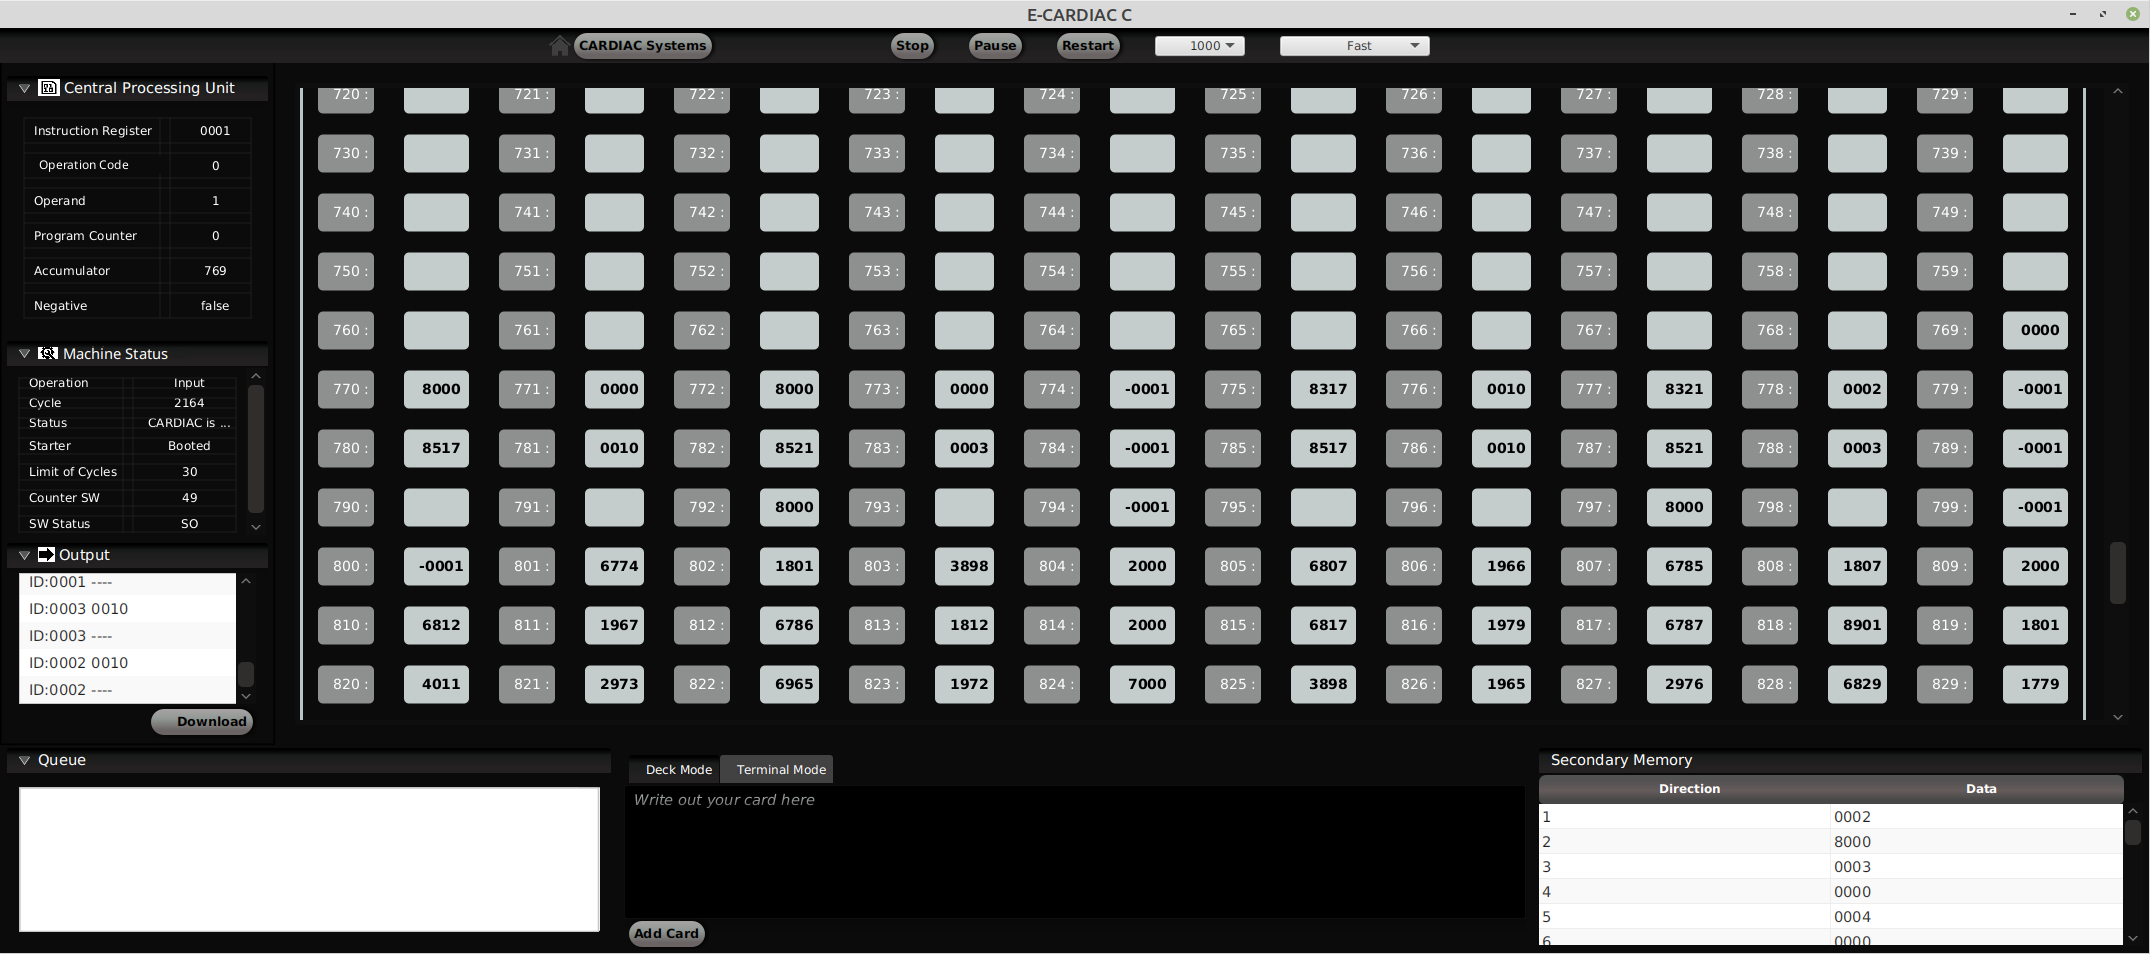 E-CARDIAC C
CARDIAC Systems Stop Pause Restart 1000 Fast
Central Processing Unit
Instruction Register 0001
Operation Code 0
Operand 1
Program Counter 0
Accumulator 769
Negative false
Machine Status
Operation Input
Cycle 2164
Status CARDIAC is ...
Starter Booted
Limit of Cycles 30
Counter SW 49
SW Status SO
Output
ID:0001 ----
ID:0003 0010
ID:0003 ----
ID:0002 0010
ID:0002 ----
Download
720 : 721 : 722 : 723 : 724 : 725 : 726 : 727 : 728 : 729 :
730 : 731 : 732 : 733 : 734 : 735 : 736 : 737 : 738 : 739 :
740 : 741 : 742 : 743 : 744 : 745 : 746 : 747 : 748 : 749 :
750 : 751 : 752 : 753 : 754 : 755 : 756 : 757 : 758 : 759 :
760 : 761 : 762 : 763 : 764 : 765 : 766 : 767 : 768 : 769 : 0000
770 : 8000 771 : 0000 772 : 8000 773 : 0000 774 : -0001 775 : 8317 776 : 0010 777 : 8321 778 : 0002 779 : -0001
780 : 8517 781 : 0010 782 : 8521 783 : 0003 784 : -0001 785 : 8517 786 : 0010 787 : 8521 788 : 0003 789 : -0001
790 : 791 : 792 : 8000 793 : 794 : -0001 795 : 796 : 797 : 8000 798 : 799 : -0001
800 : -0001 801 : 6774 802 : 1801 803 : 3898 804 : 2000 805 : 6807 806 : 1966 807 : 6785 808 : 1807 809 : 2000
810 : 6812 811 : 1967 812 : 6786 813 : 1812 814 : 2000 815 : 6817 816 : 1979 817 : 6787 818 : 8901 819 : 1801
820 : 4011 821 : 2973 822 : 6965 823 : 1972 824 : 7000 825 : 3898 826 : 1965 827 : 2976 828 : 6829 829 : 1779
Queue
Deck Mode Terminal Mode
Write out your card here
Add Card
Secondary Memory
Direction Data
1 0002
2 8000
3 0003
4 0000
5 0004
6 0000